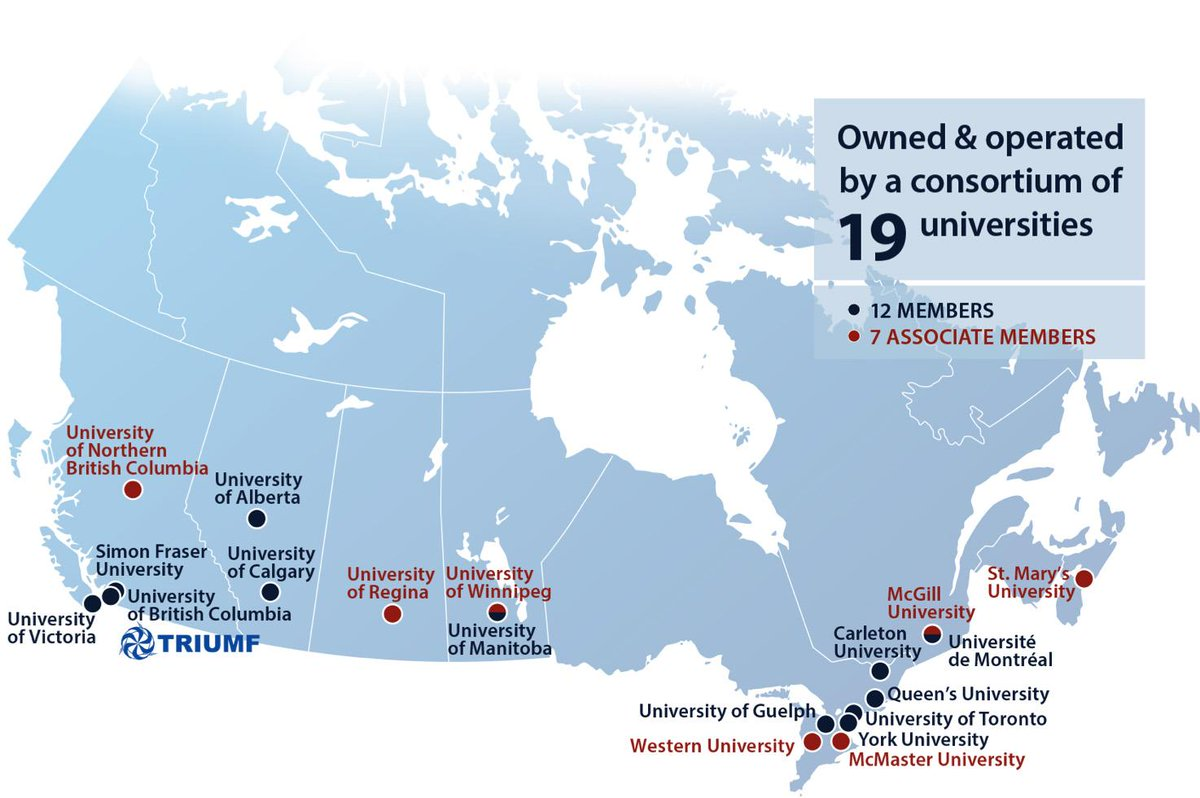 Owned & operated
by a consortium of
19 universities
12 MEMBERS
7 ASSOCIATE MEMBERS
University
of Northern
British Columbia
University
of Alberta
Simon Fraser
University
University
of Calgary
University
of British Columbia
University
of Victoria
TRIUMF
University
of Regina
University
of Winnipeg
University
of Manitoba
St. Mary's
University
McGill
University
Carleton
University
Université
de Montréal
Queen's University
University of Guelph
University of Toronto
York University
Western University
McMaster University